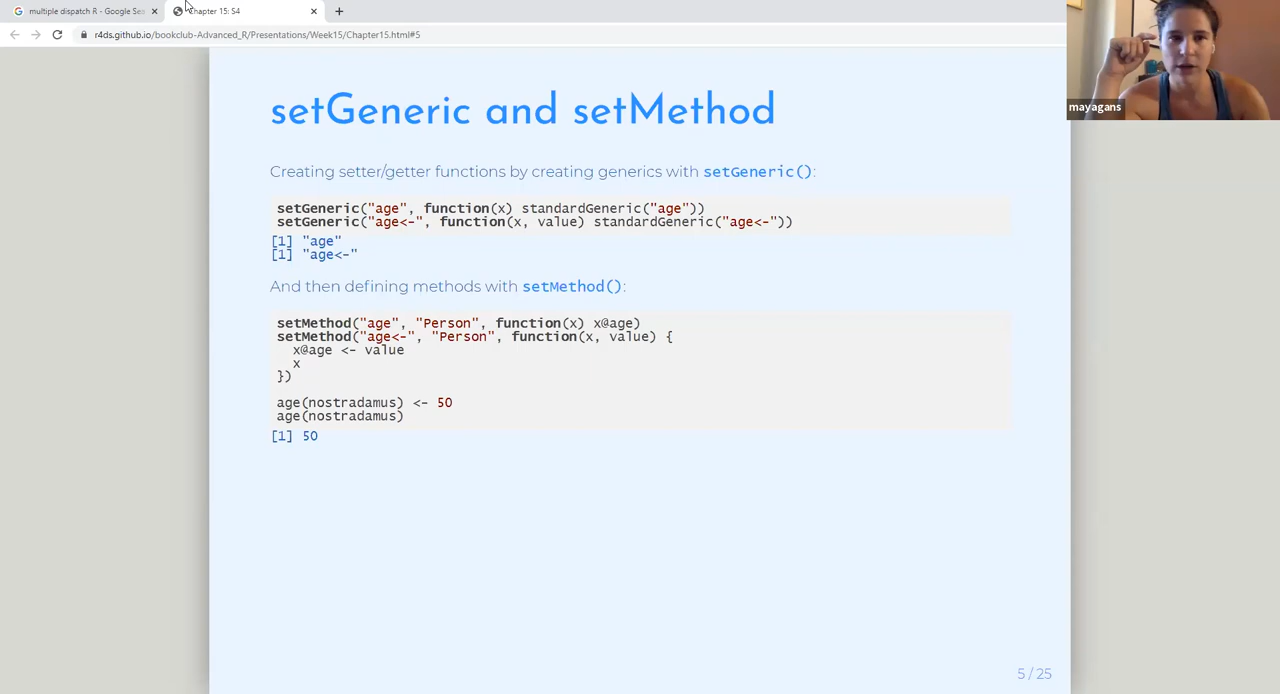 multiple dispatch R - Google Sea
Chapter 15: S4
r4ds.github.io/bookclub-Advanced_R/Presentations/Week15/Chapter15.html#5
mayagans
setGeneric and setMethod
Creating setter/getter functions by creating generics with setGeneric():
setGeneric("age", function(x) standardGeneric("age"))
setGeneric("age<-", function(x, value) standardGeneric("age<-"))
[1] "age"
[1] "age<-"
And then defining methods with setMethod():
setMethod("age", "Person", function(x) x@age)
setMethod("age<-", "Person", function(x, value) {
  x@age <- value
  x
})
age(nostradamus) <- 50
age(nostradamus)
[1] 50
5 / 25